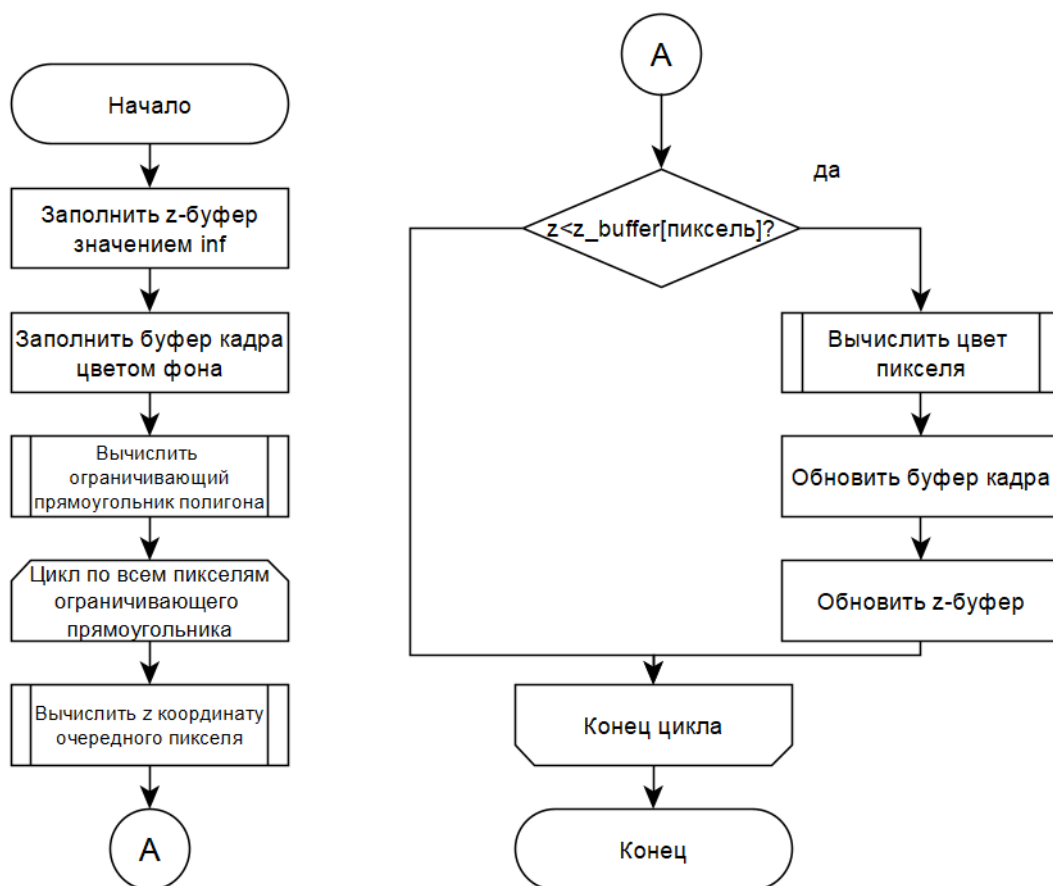 Начало
Заполнить z-буфер
значением inf
Заполнить буфер кадра
цветом фона
Вычислить
ограничивающий
прямоугольник полигона
Цикл по всем пикселям
ограничивающего
прямоугольника
Вычислить z координату
очередного пикселя
А
А
да
z<z_buffer[пиксель]?
Вычислить цвет
пикселя
Обновить буфер кадра
Обновить z-буфер
Конец цикла
Конец